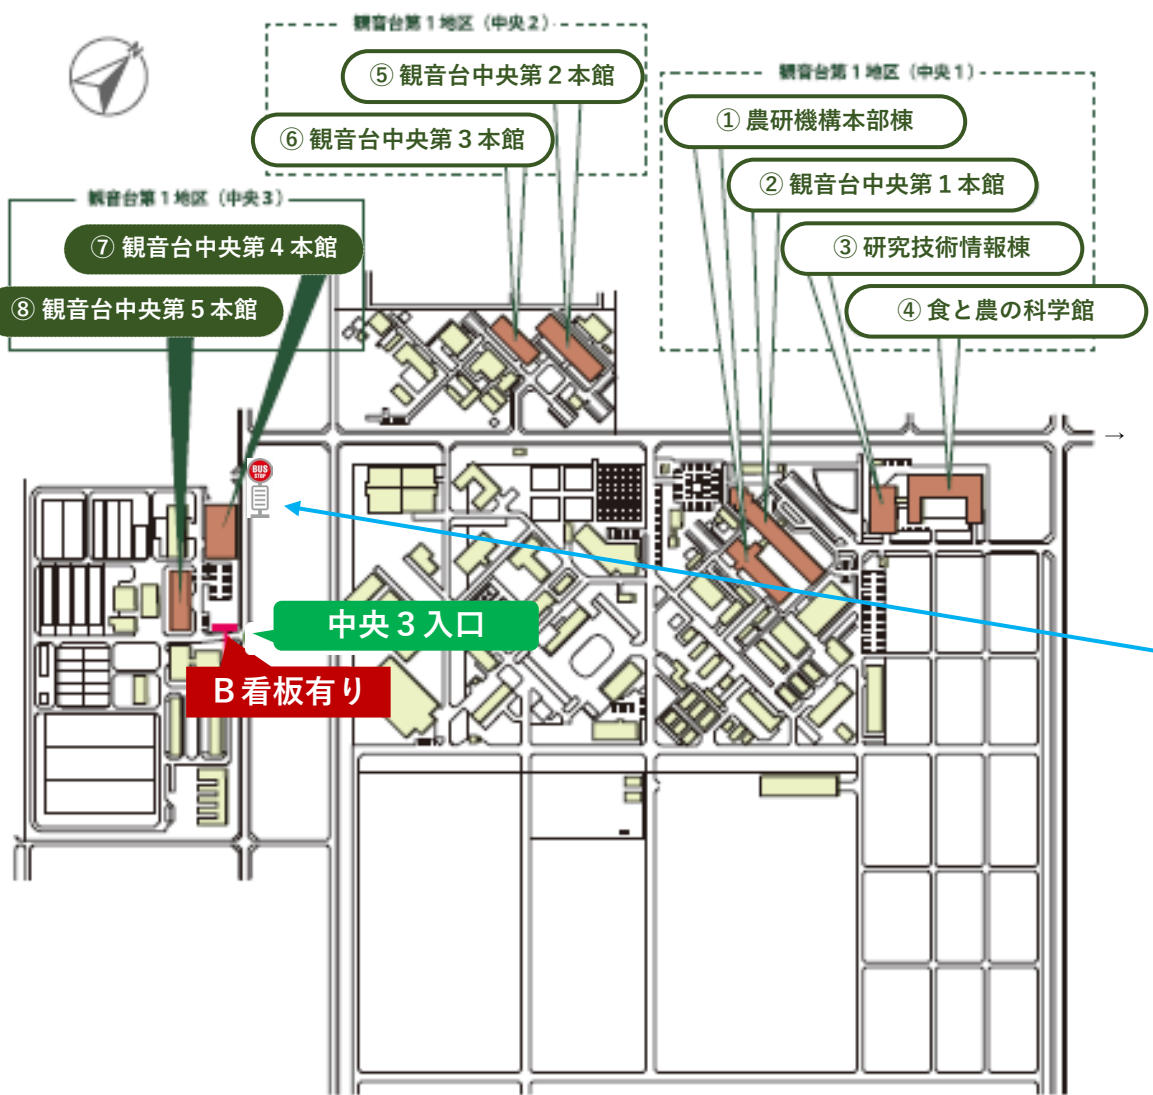 観音台第１地区（中央２）
⑤ 観音台中央第２本館
⑥ 観音台中央第３本館
観音台第１地区（中央１）
① 農研機構本部棟
② 観音台中央第１本館
③ 研究技術情報棟
④ 食と農の科学館
観音台第１地区（中央３）
⑦ 観音台中央第４本館
⑧ 観音台中央第５本館
N
→
BUS
STOP
中央３入口
Ｂ看板有り